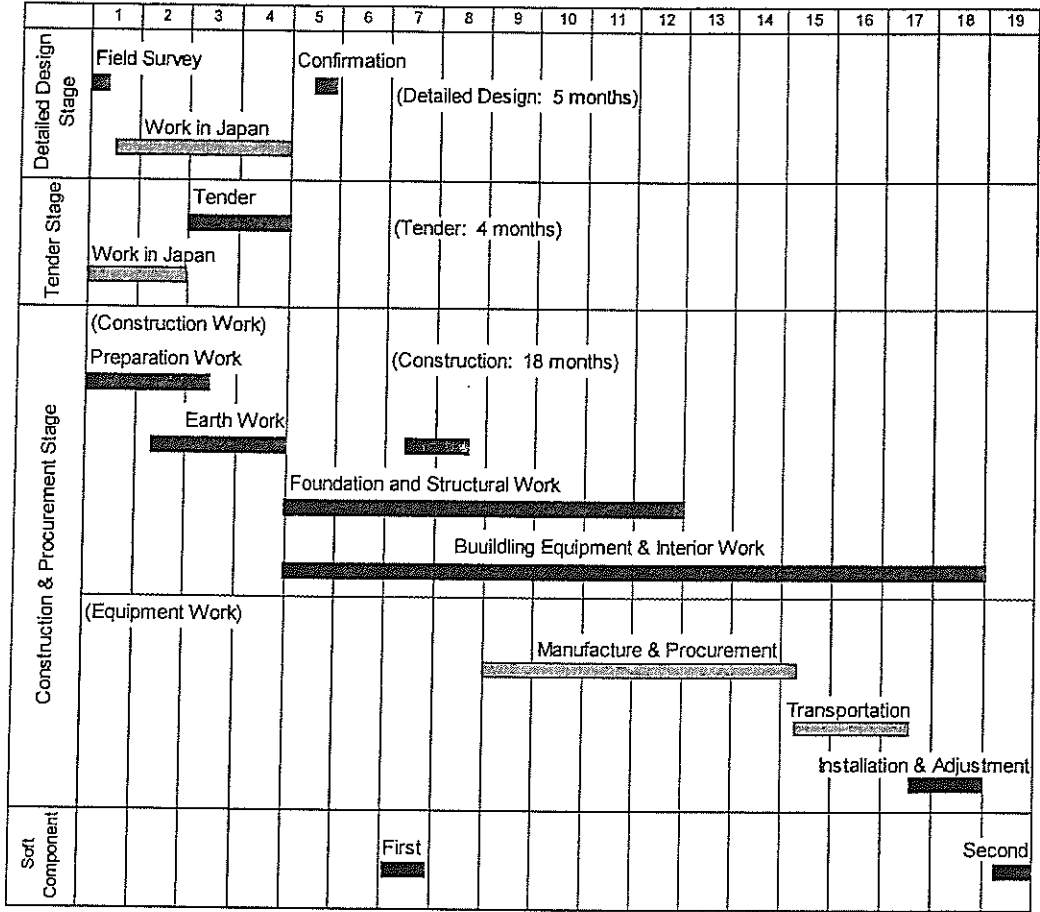 1 2 3 4 5 6 7 8 9 10 11 12 13 14 15 16 17 18 19
Detailed Design
Stage
Field Survey
Confirmation
(Detailed Design: 5 months)
Work in Japan
Tender Stage
Tender
(Tender: 4 months)
Work in Japan
Construction & Procurement Stage
(Construction Work)
Preparation Work
(Construction: 18 months)
Earth Work
Foundation and Structural Work
Buuildling Equipment & Interior Work
(Equipment Work)
Manufacture & Procurement
Transportation
Installation & Adjustment
Soft
Component
First
Second